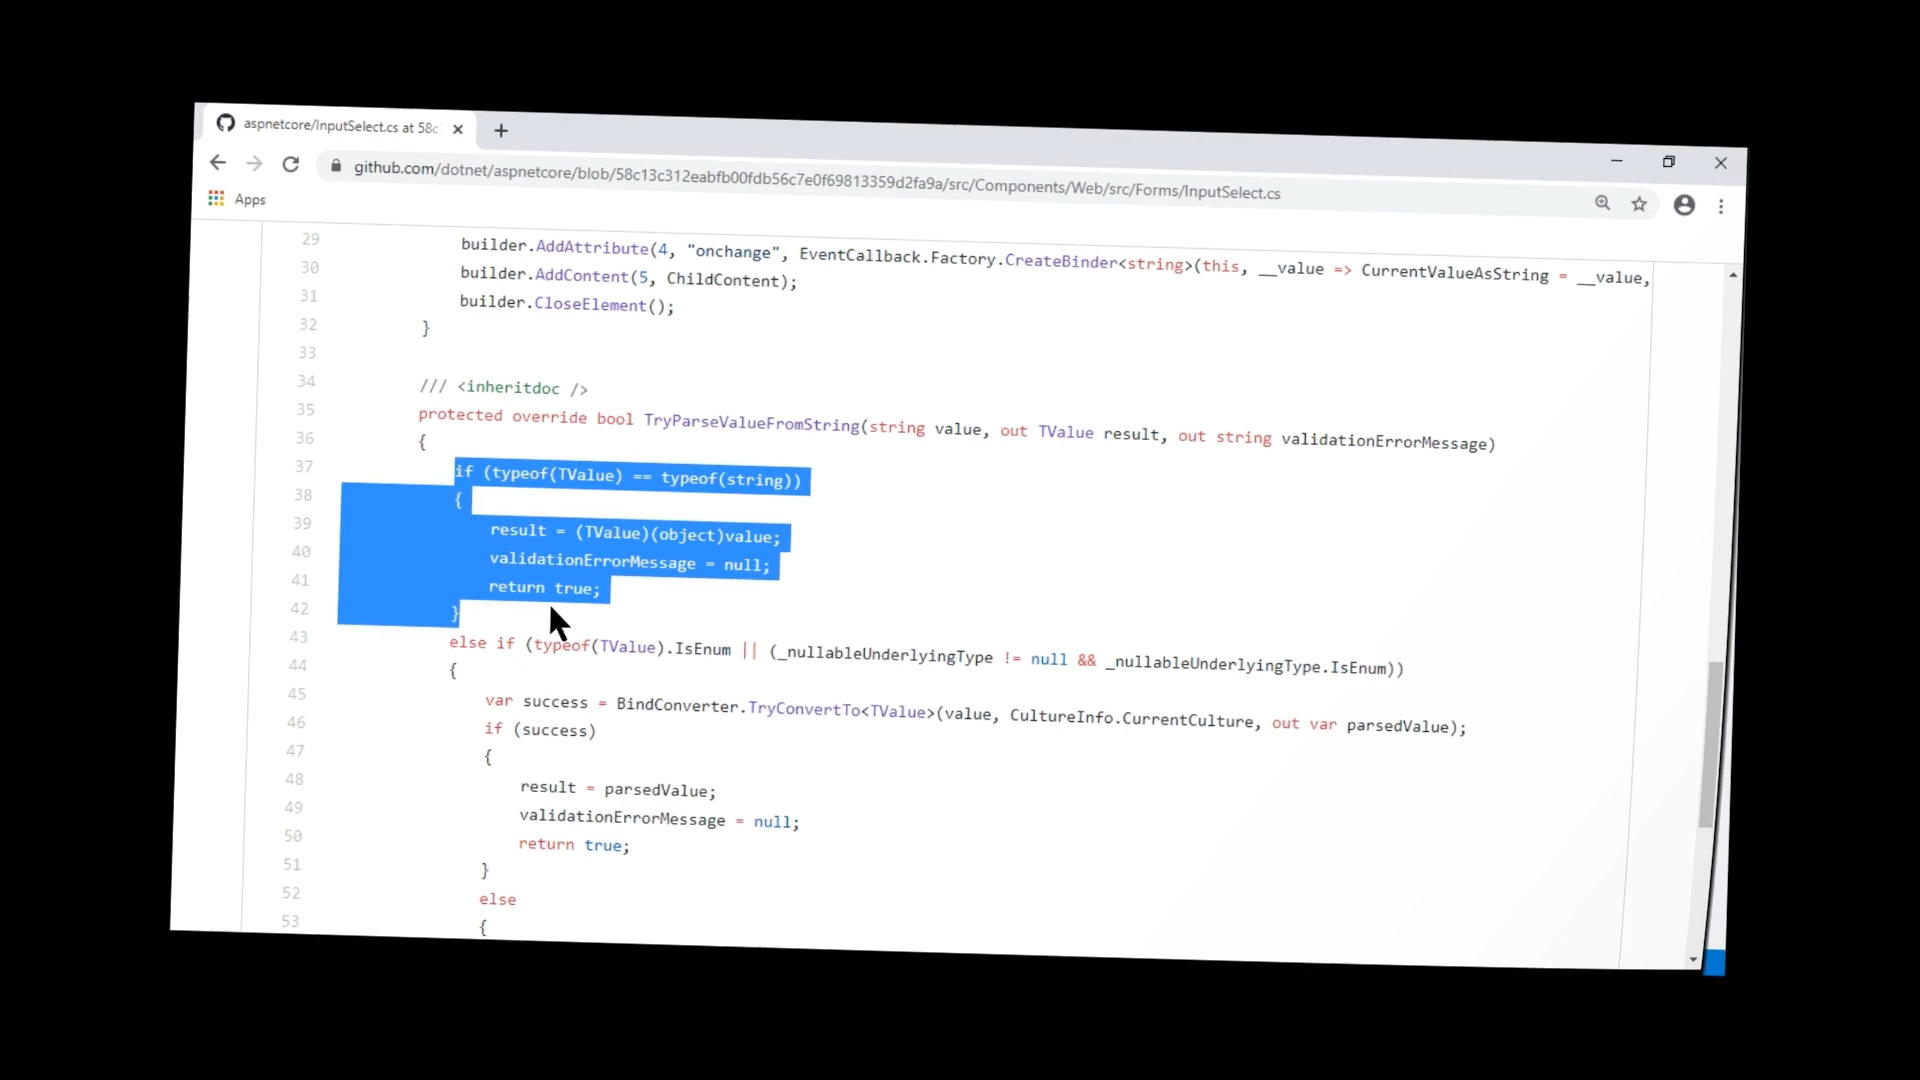 aspnetcore/InputSelect.cs at 58c
github.com/dotnet/aspnetcore/blob/58c13c312eabfb00fdb56c7e0f69813359d2fa9a/src/Components/Web/src/Forms/InputSelect.cs
Apps
29 builder.AddAttribute(4, "onchange", EventCallback.Factory.CreateBinder<string>(this, __value => CurrentValueAsString = __value,
30 builder.AddContent(5, ChildContent);
31 builder.CloseElement();
32 }
33
34 /// <inheritdoc />
35 protected override bool TryParseValueFromString(string value, out TValue result, out string validationErrorMessage)
36 {
37 if (typeof(TValue) == typeof(string))
38 {
39 result = (TValue)(object)value;
40 validationErrorMessage = null;
41 return true;
42 }
43 else if (typeof(TValue).IsEnum || (_nullableUnderlyingType != null && _nullableUnderlyingType.IsEnum))
44 {
45 var success = BindConverter.TryConvertTo<TValue>(value, CultureInfo.CurrentCulture, out var parsedValue);
46 if (success)
47 {
48 result = parsedValue;
49 validationErrorMessage = null;
50 return true;
51 }
52 else
53 {